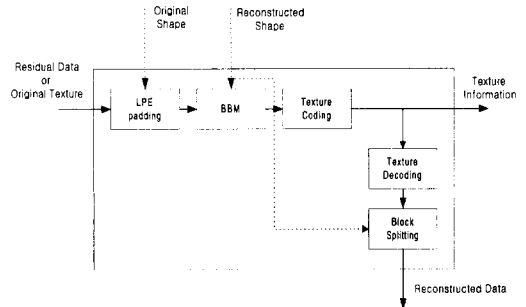 Original
Shape
Reconstructed
Shape
Residual Data
or
Original Texture
LPE
padding
BBM
Texture
Coding
Texture
Information
Texture
Decoding
Block
Splitting
Reconstructed Data